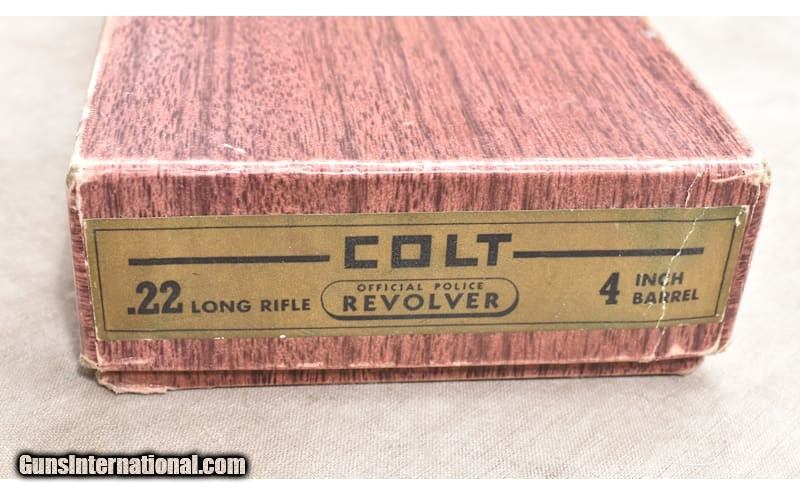 COLT
.22 LONG RIFLE
OFFICIAL POLICE
REVOLVER
4 INCH
BARREL
GunsInternational.com